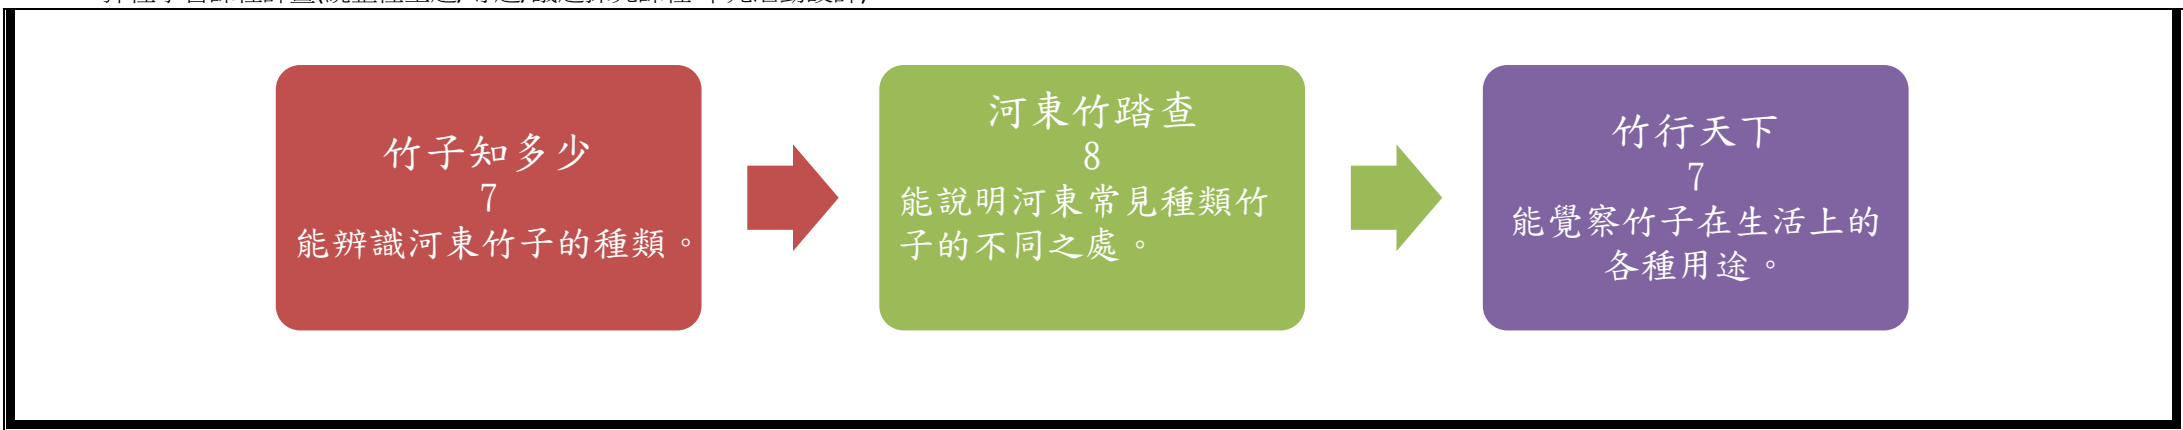 竹子知多少
7
能辨識河東竹子的種類。
河東竹踏查
8
能說明河東常見種類竹
子的不同之處。
竹行天下
7
能覺察竹子在生活上的
各種用途。